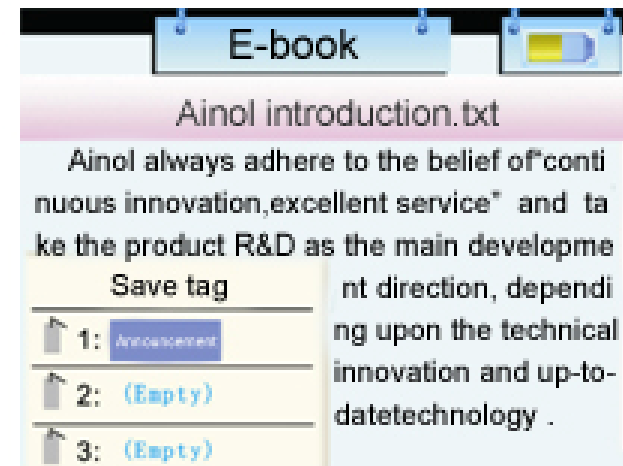 E-book
Ainol introduction.txt
Ainol always adhere to the belief of"conti
nuous innovation,excellent service" and ta
ke the product R&D as the main developme
nt direction, dependi
ng upon the technical
innovation and up-to-
datetechnology .
Save tag
1: Announcement
2: (Empty)
3: (Empty)